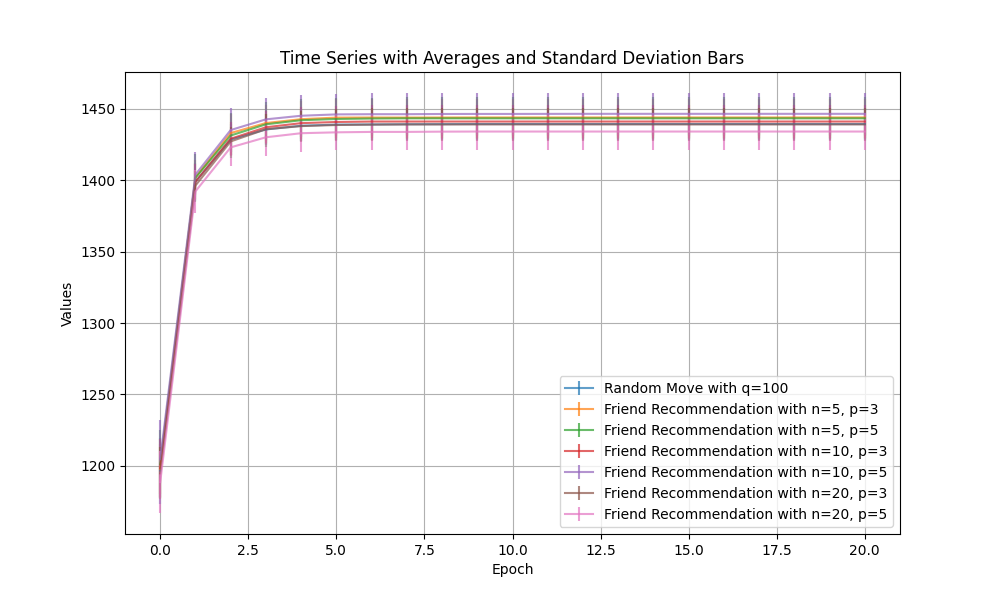 Time Series with Averages and Standard Deviation Bars
Values
1450
1400
1350
1300
1250
1200
Random Move with q=100
Friend Recommendation with n=5, p=3
Friend Recommendation with n=5, p=5
Friend Recommendation with n=10, p=3
Friend Recommendation with n=10, p=5
Friend Recommendation with n=20, p=3
Friend Recommendation with n=20, p=5
0.0 2.5 5.0 7.5 10.0 12.5 15.0 17.5 20.0
Epoch